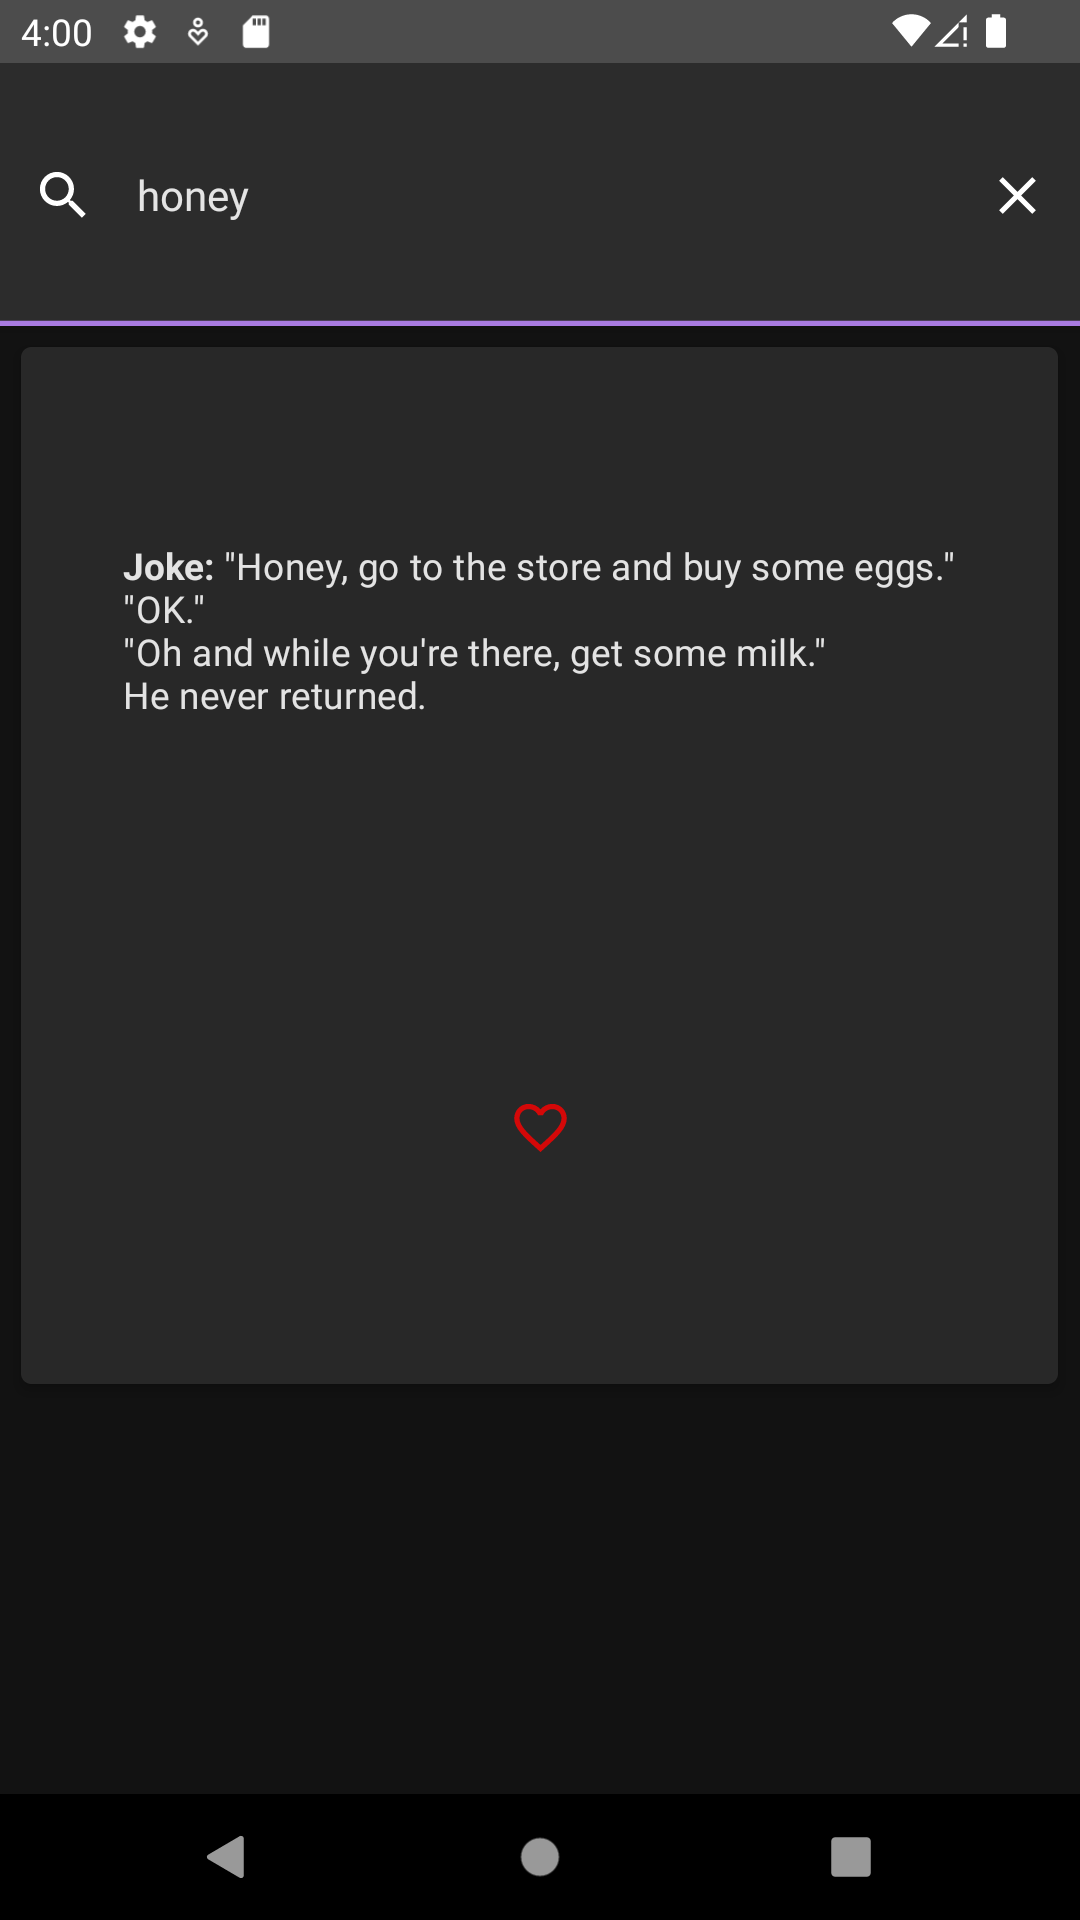 4:00
honey
Joke: "Honey, go to the store and buy some eggs."
"OK."
"Oh and while you're there, get some milk."
He never returned.